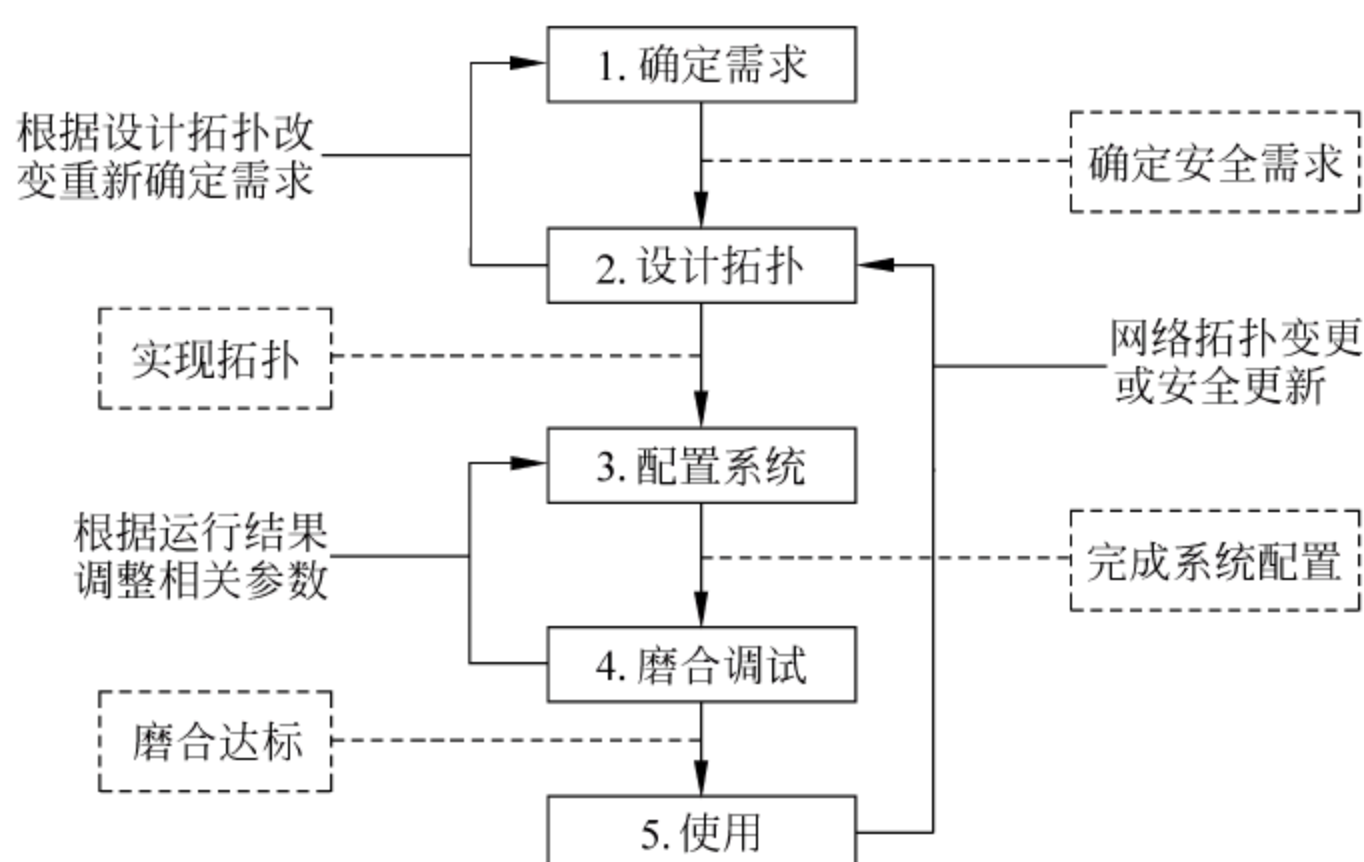 1. 确定需求
根据设计拓扑改
变重新确定需求
确定安全需求
2. 设计拓扑
实现拓扑
网络拓扑变更
或安全更新
3. 配置系统
根据运行结果
调整相关参数
完成系统配置
4. 磨合调试
磨合达标
5. 使用